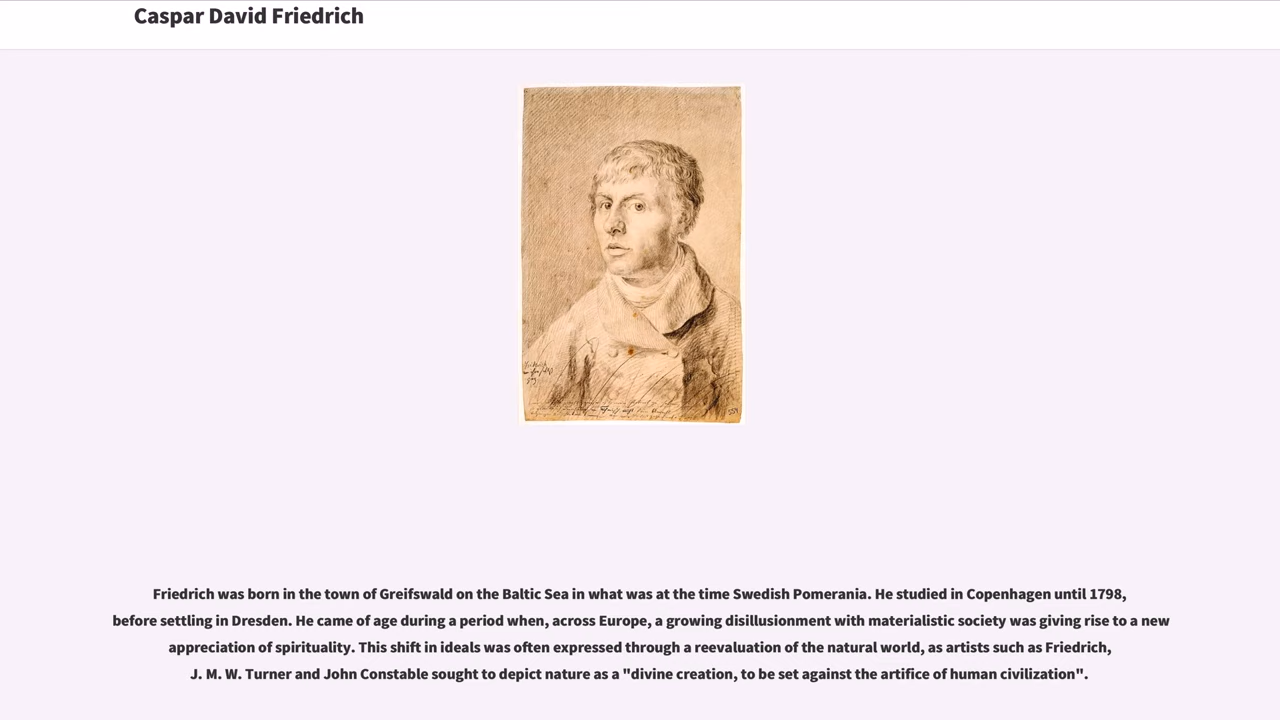 Caspar David Friedrich
Friedrich was born in the town of Greifswald on the Baltic Sea in what was at the time Swedish Pomerania. He studied in Copenhagen until 1798,
before settling in Dresden. He came of age during a period when, across Europe, a growing disillusionment with materialistic society was giving rise to a new
appreciation of spirituality. This shift in ideals was often expressed through a reevaluation of the natural world, as artists such as Friedrich,
J. M. W. Turner and John Constable sought to depict nature as a "divine creation, to be set against the artifice of human civilization".